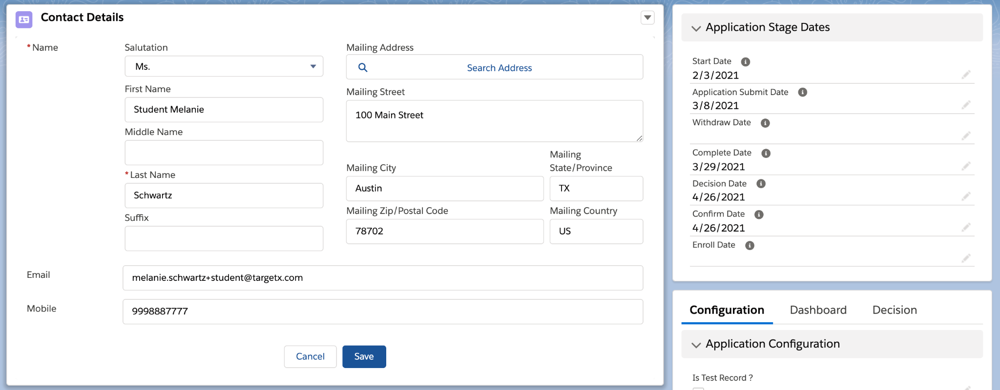 Contact Details
* Name
Salutation
Ms.
First Name
Student Melanie
Middle Name
* Last Name
Schwartz
Suffix
Mailing Address
Search Address
Mailing Street
100 Main Street
Mailing City
Austin
Mailing
State/Province
TX
Mailing Zip/Postal Code
78702
Mailing Country
US
Email
melanie.schwartz+student@targetx.com
Mobile
9998887777
Cancel
Save
Application Stage Dates
Start Date
2/3/2021
Application Submit Date
3/8/2021
Withdraw Date
Complete Date
3/29/2021
Decision Date
4/26/2021
Confirm Date
4/26/2021
Enroll Date
Configuration Dashboard Decision
Application Configuration
Is Test Record ?